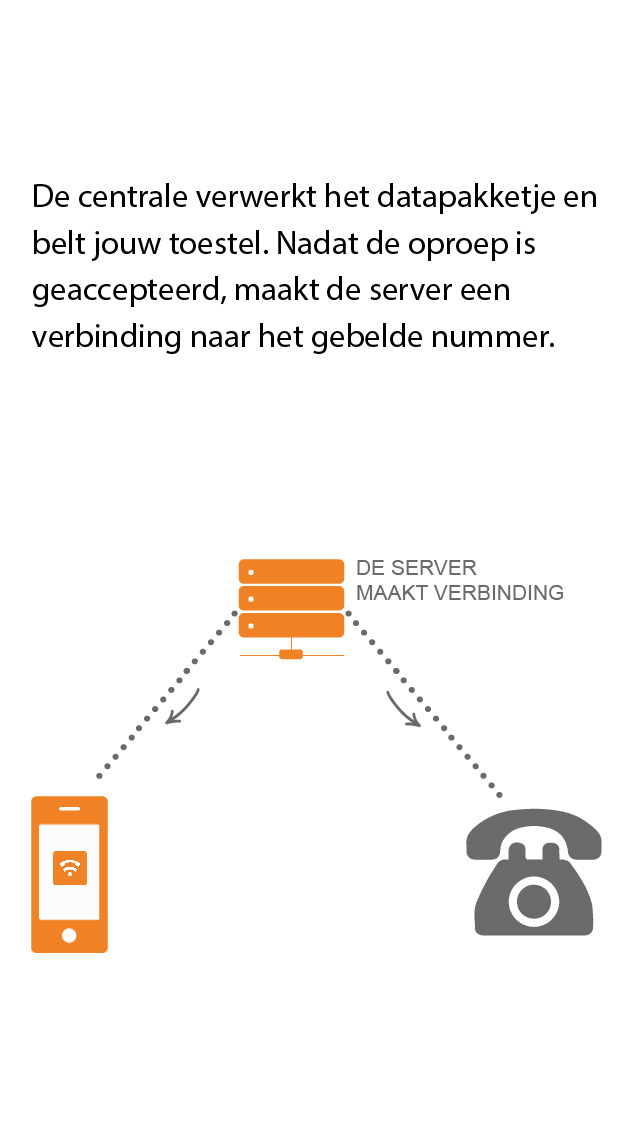 De centrale verwerkt het datapakketje en
belt jouw toestel. Nadat de oproep is
geaccepteerd, maakt de server een
verbinding naar het gebelde nummer.
DE SERVER
MAAKT VERBINDING